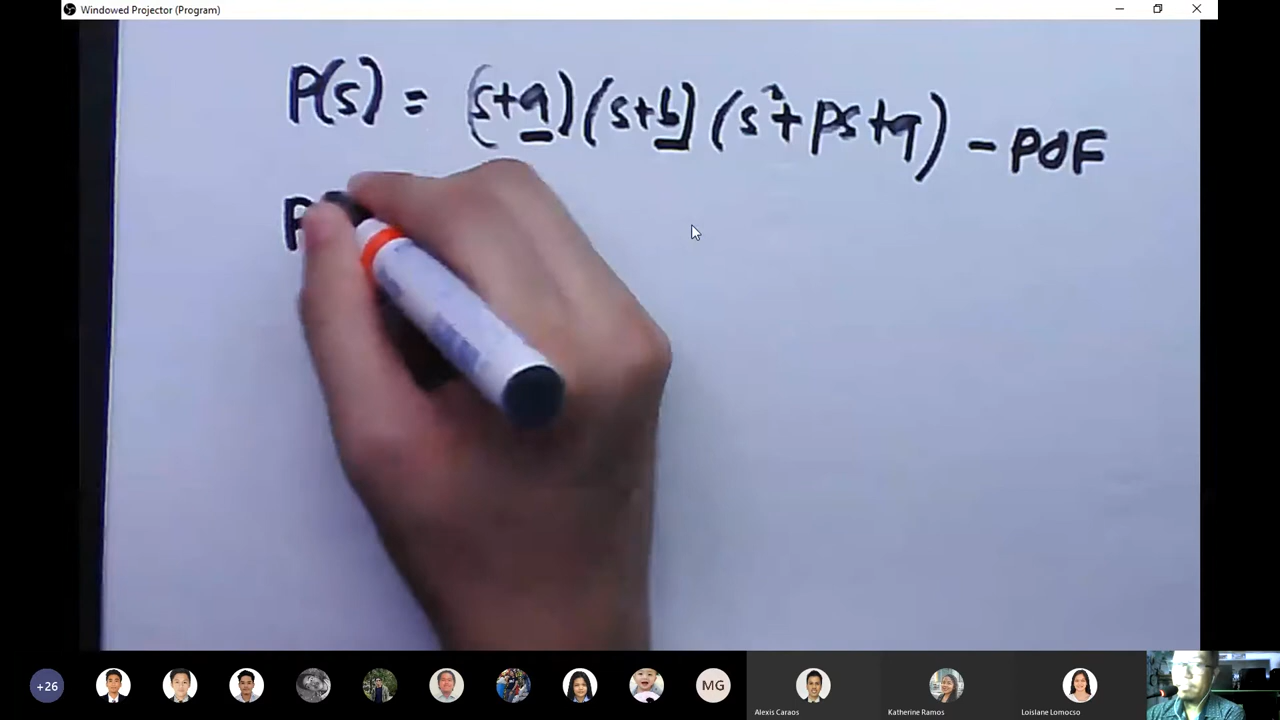 Windowed Projector (Program)
P(s) = (s+a)(s+b)(s²+ps+q) - PDF
P
+26
MG
Alexis Caraos
Katherine Ramos
Loislane Lomocso